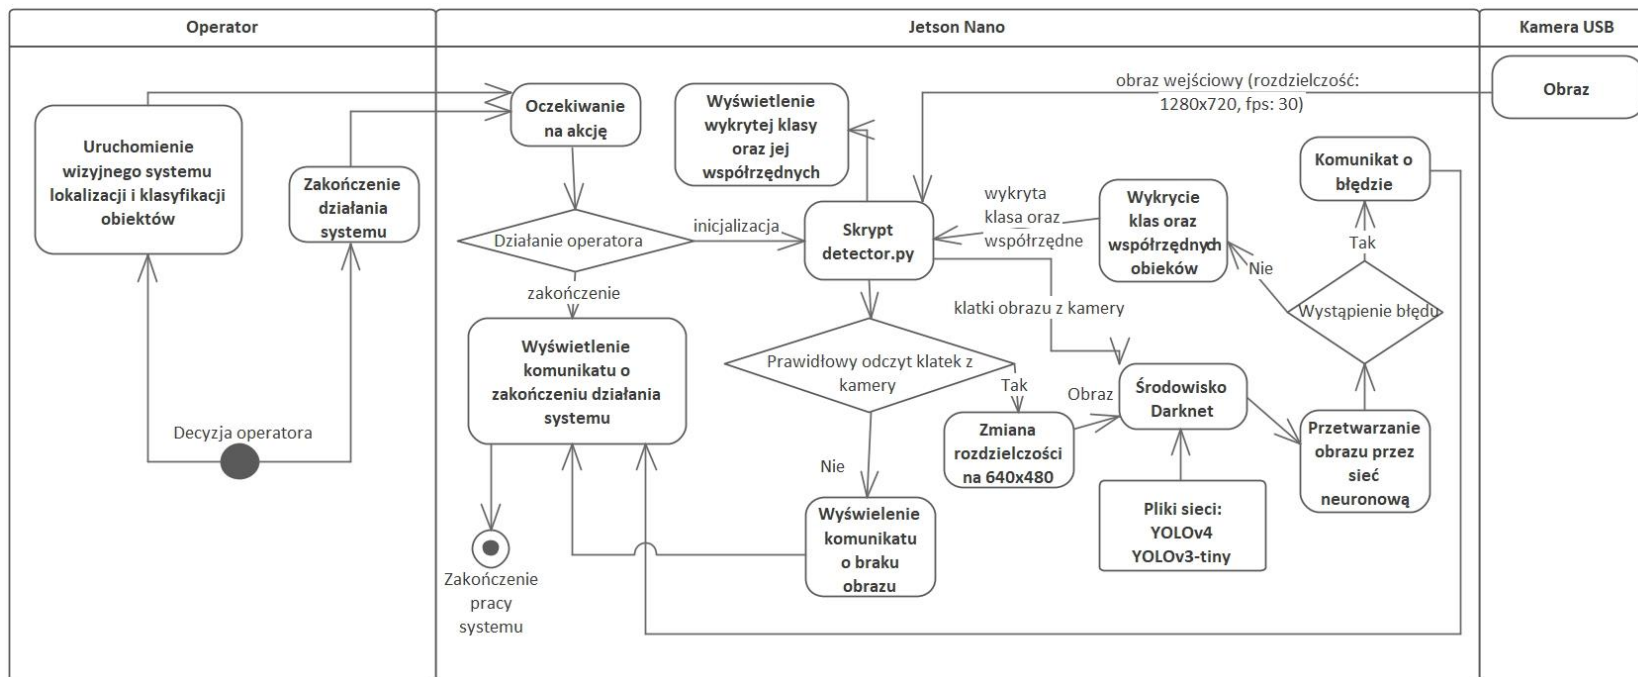 Operator
Jetson Nano
Kamera USB
Uruchomienie
wizyjnego systemu
lokalizacji i klasyfikacji
obiektów
Zakończenie
działania
systemu
Decyzja operatora
Oczekiwanie
na akcję
Działanie operatora
inicjalizacja
zakończenie
Wyświetlenie
komunikatu o
zakończeniu działania
systemu
Zakończenie
pracy
systemu
Wyświetlenie
wykrytej klasy
oraz jej
współrzędnych
Skrypt
detector.py
Prawidłowy odczyt klatek z
kamery
Nie
Wyświelenie
komunikatu
o braku
obrazu
Tak
Zmiana
rozdzielczości
na 640x480
Obraz
obraz wejściowy (rozdzielczość:
1280x720, fps: 30)
wykryta
klasa oraz
współrzędne
klatki obrazu z kamery
Wykrycie
klas oraz
współrzędnych
obieków
Środowisko
Darknet
Pliki sieci:
YOLOv4
YOLOv3-tiny
Przetwarzanie
obrazu przez
sieć
neuronową
Wystąpienie błędu
Nie
Tak
Komunikat o
błędzie
Obraz